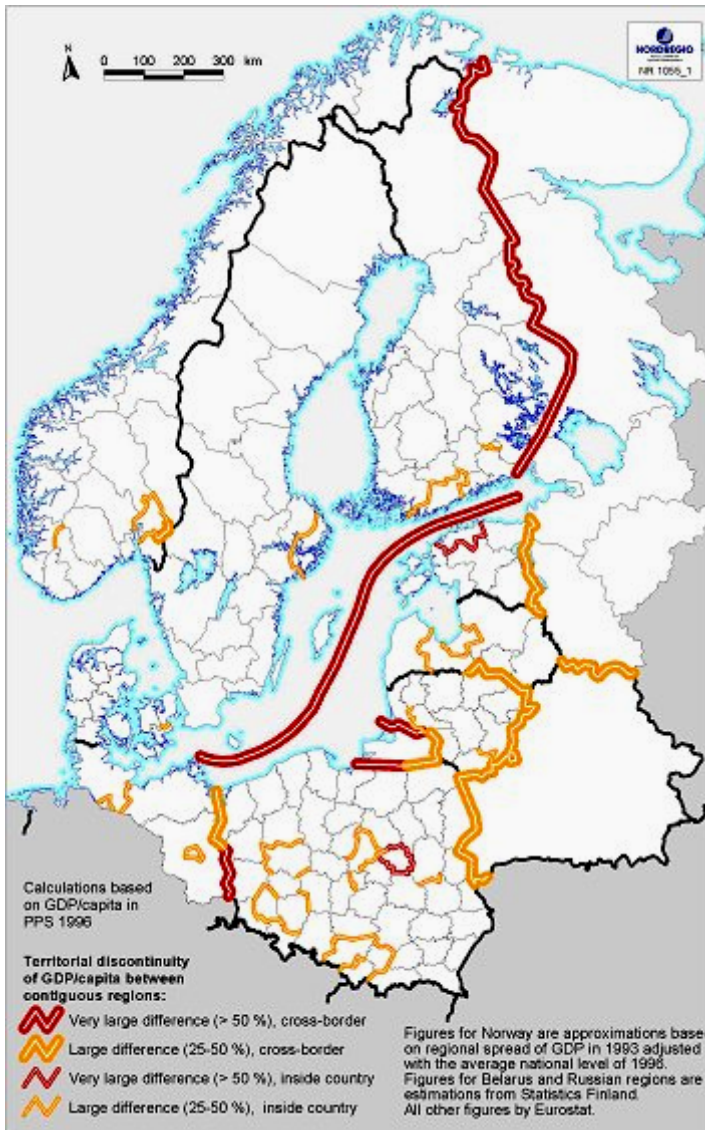 N
0 100 200 300 km
NORDREGIO
NR 1055_1
Calculations based
on GDP/capita in
PPS 1996
Territorial discontinuity
of GDP/capita between
contiguous regions:
Very large difference (> 50 %), cross-border
Large difference (25-50 %), cross-border
Very large difference (> 50 %), inside country
Large difference (25-50 %), inside country
Figures for Norway are approximations base
on regional spread of GDP in 1993 adjusted
with the average national level of 1996.
Figures for Belarus and Russian regions are
estimations from Statistics Finland.
All other figures by Eurostat.